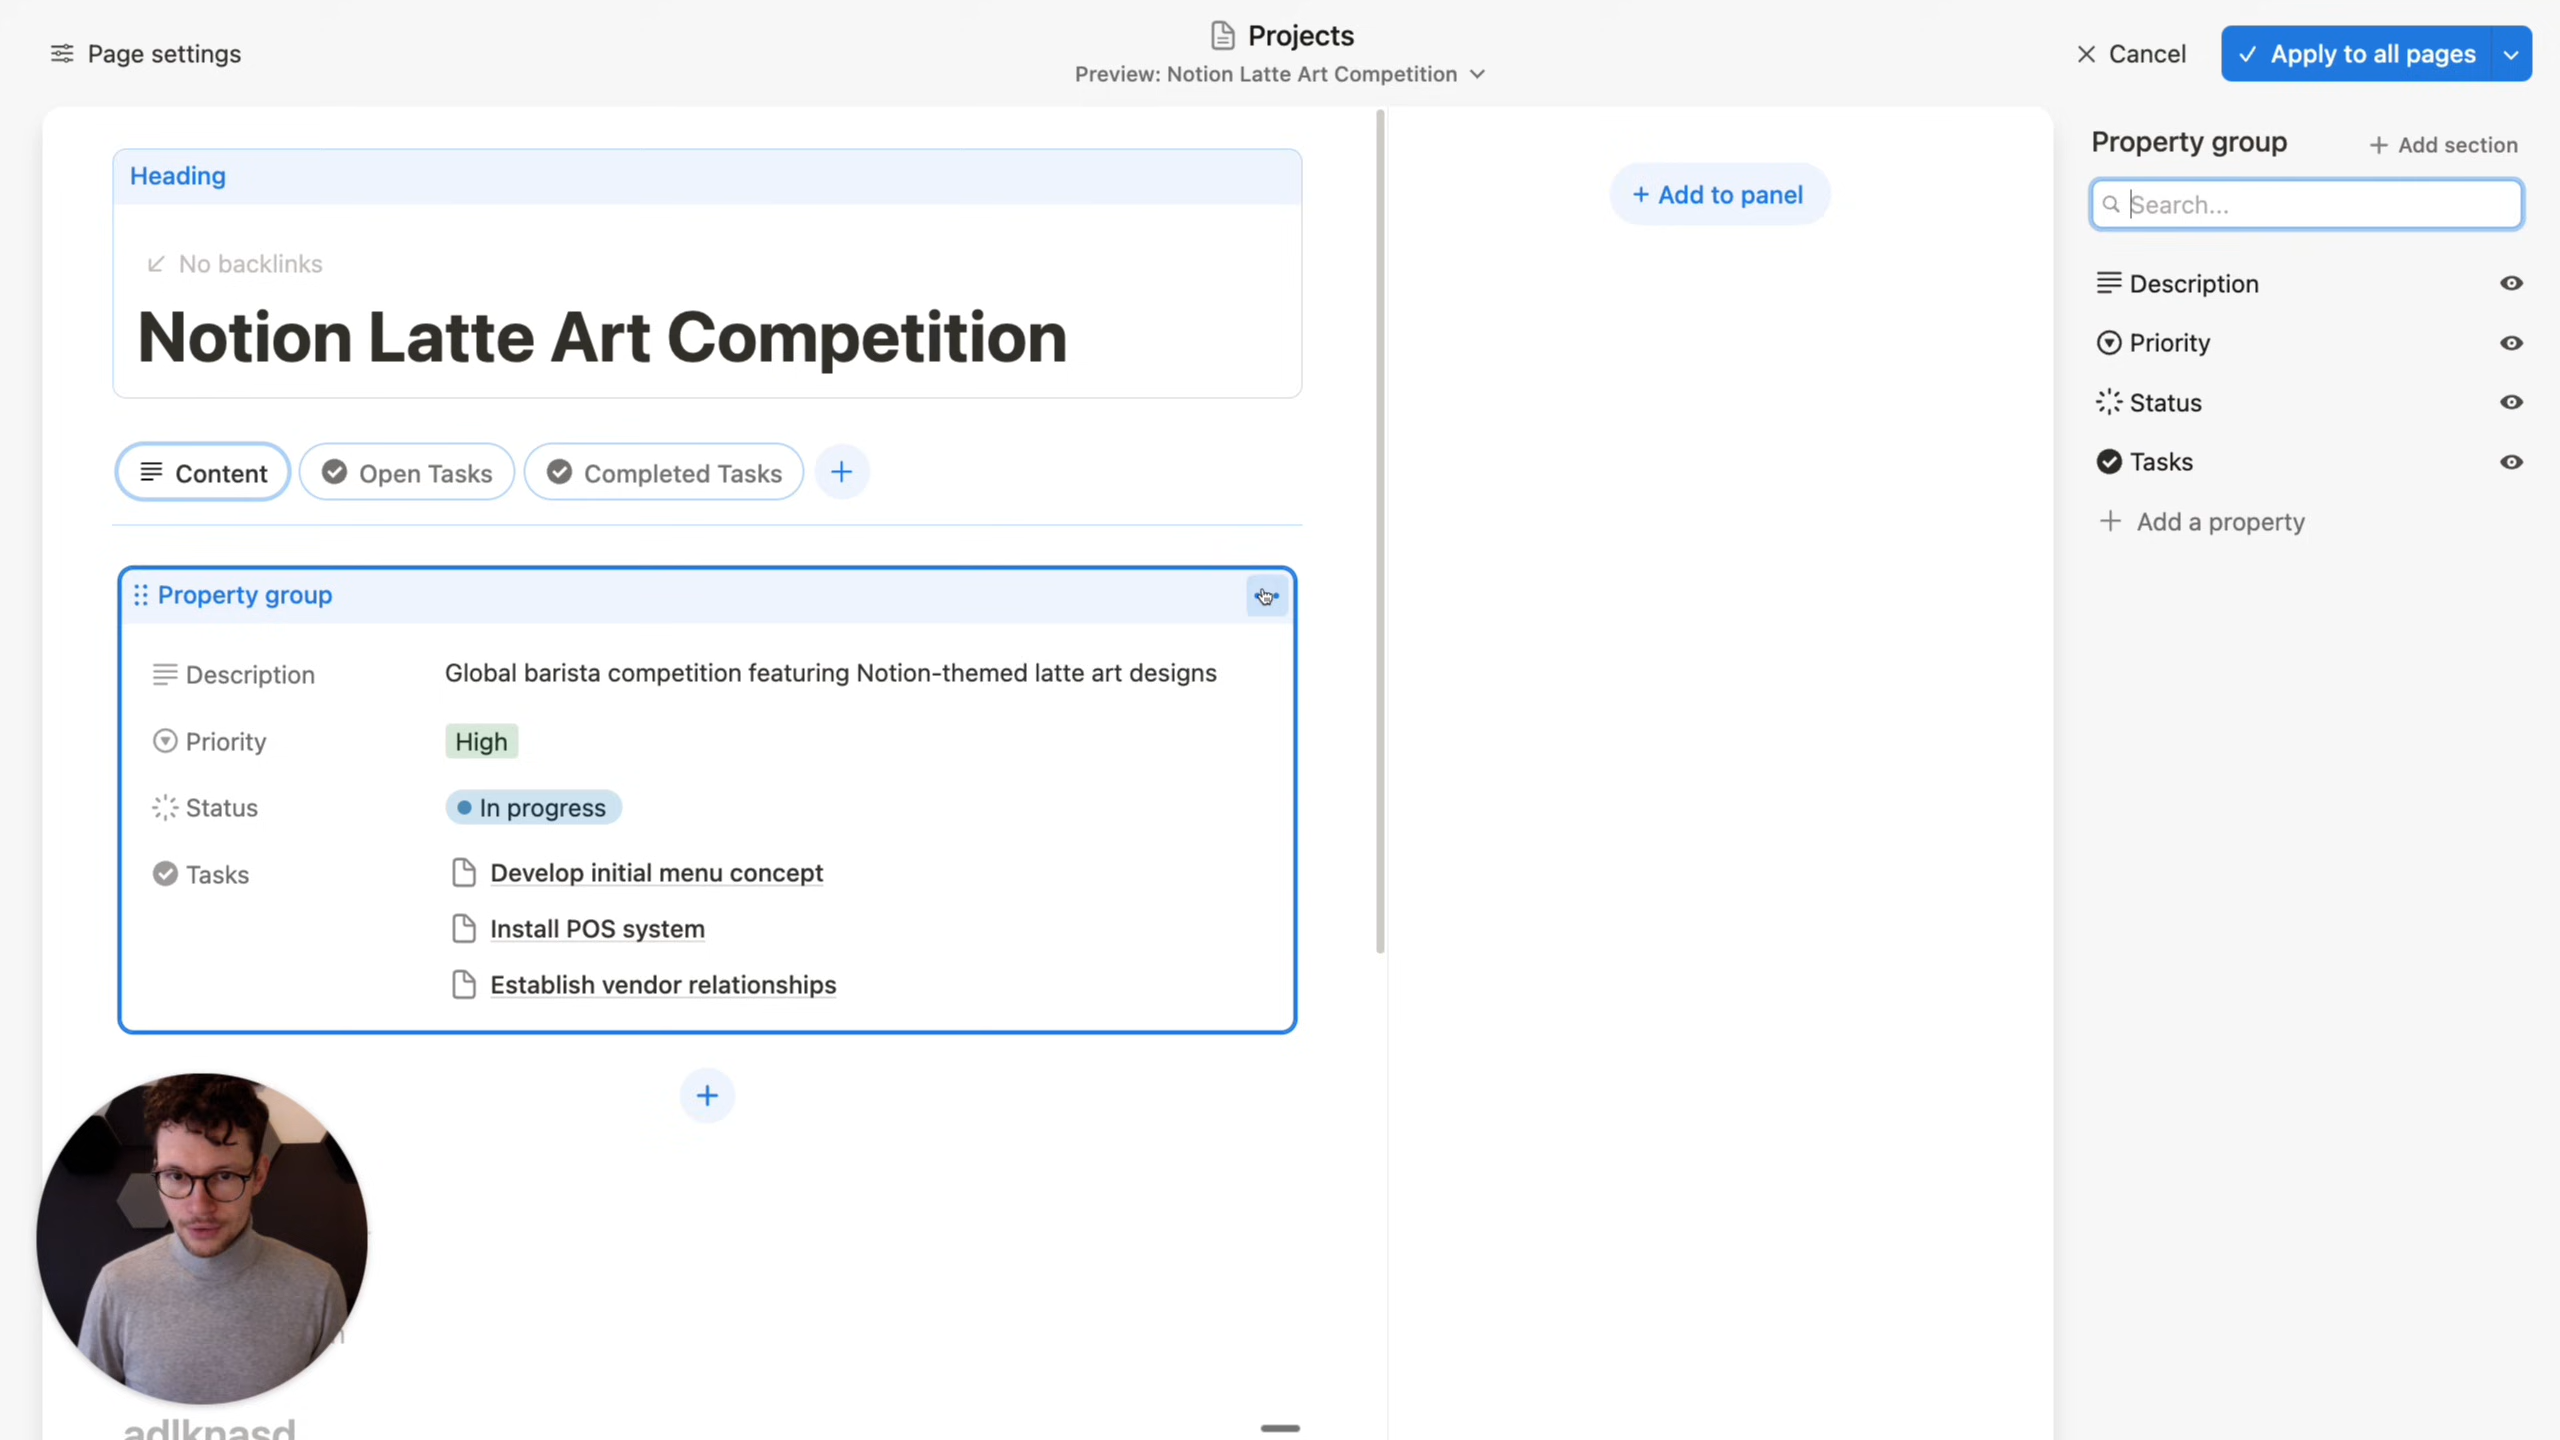 Page settings
Projects
Preview: Notion Latte Art Competition
Cancel
Apply to all pages
Heading
No backlinks
Notion Latte Art Competition
Content
Open Tasks
Completed Tasks
Property group
Description
Global barista competition featuring Notion-themed latte art designs
Priority
High
Status
In progress
Tasks
Develop initial menu concept
Install POS system
Establish vendor relationships
+ Add to panel
Property group
+ Add section
Search...
Description
Priority
Status
Tasks
+ Add a property
adlknasd